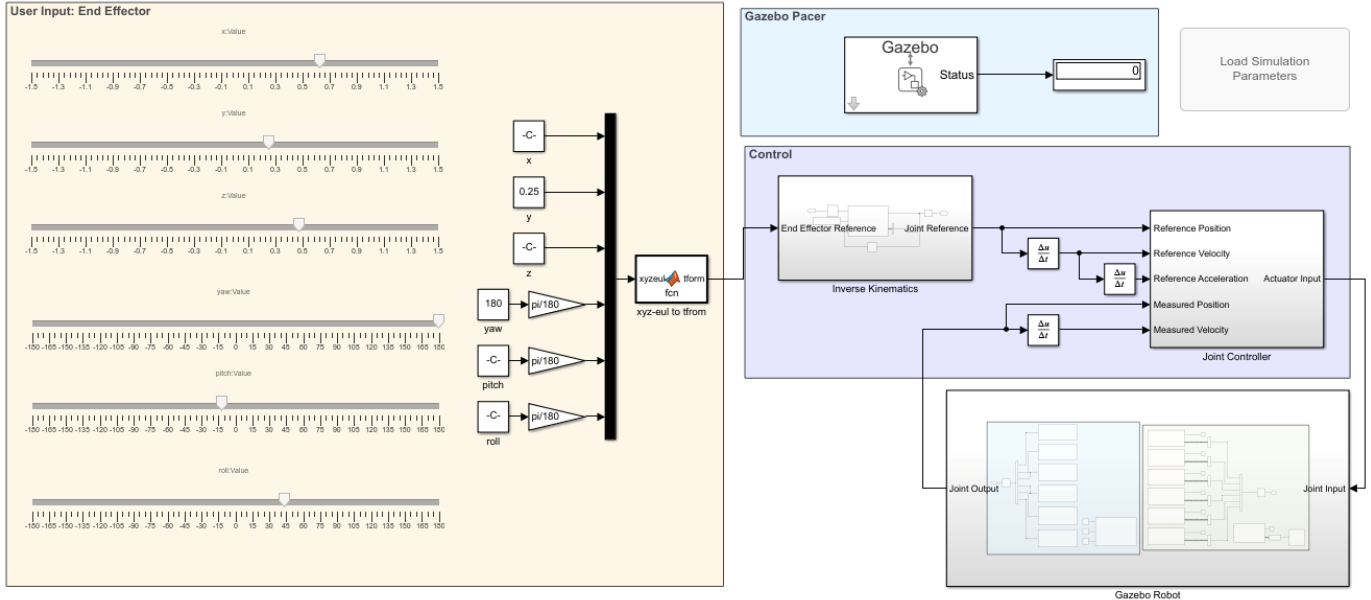 User Input: End Effector
x:Value
-1.5 -1.3 -1.1 -0.9 -0.7 -0.5 -0.3 -0.1 0.1 0.3 0.5 0.7 0.9 1.1 1.3 1.5
y:Value
-1.5 -1.3 -1.1 -0.9 -0.7 -0.5 -0.3 -0.1 0.1 0.3 0.5 0.7 0.9 1.1 1.3 1.5
z:Value
-1.5 -1.3 -1.1 -0.9 -0.7 -0.5 -0.3 -0.1 0.1 0.3 0.5 0.7 0.9 1.1 1.3 1.5
yaw:Value
-150 -135 -120 -105 -90 -75 -60 -45 -30 -15 0 15 30 45 60 75 90 105 120 135 150
pitch:Value
-150 -135 -120 -105 -90 -75 -60 -45 -30 -15 0 15 30 45 60 75 90 105 120 135 150
roll:Value
-150 -135 -120 -105 -90 -75 -60 -45 -30 -15 0 15 30 45 60 75 90 105 120 135 150
-C-
x
0.25
y
-C-
z
180
pi/180
yaw
-C-
pi/180
pitch
-C-
pi/180
roll
xyzeul tform
fcn
xyz-eul to tfrom
Gazebo Pacer
Gazebo
Status
0
Load Simulation
Parameters
Control
End Effector Reference
Joint Reference
Inverse Kinematics
Δu
Δt
Δu
Δt
Δu
Δt
Reference Position
Reference Velocity
Reference Acceleration
Actuator Input
Measured Position
Measured Velocity
Joint Controller
Joint Output
Joint Input
Gazebo Robot